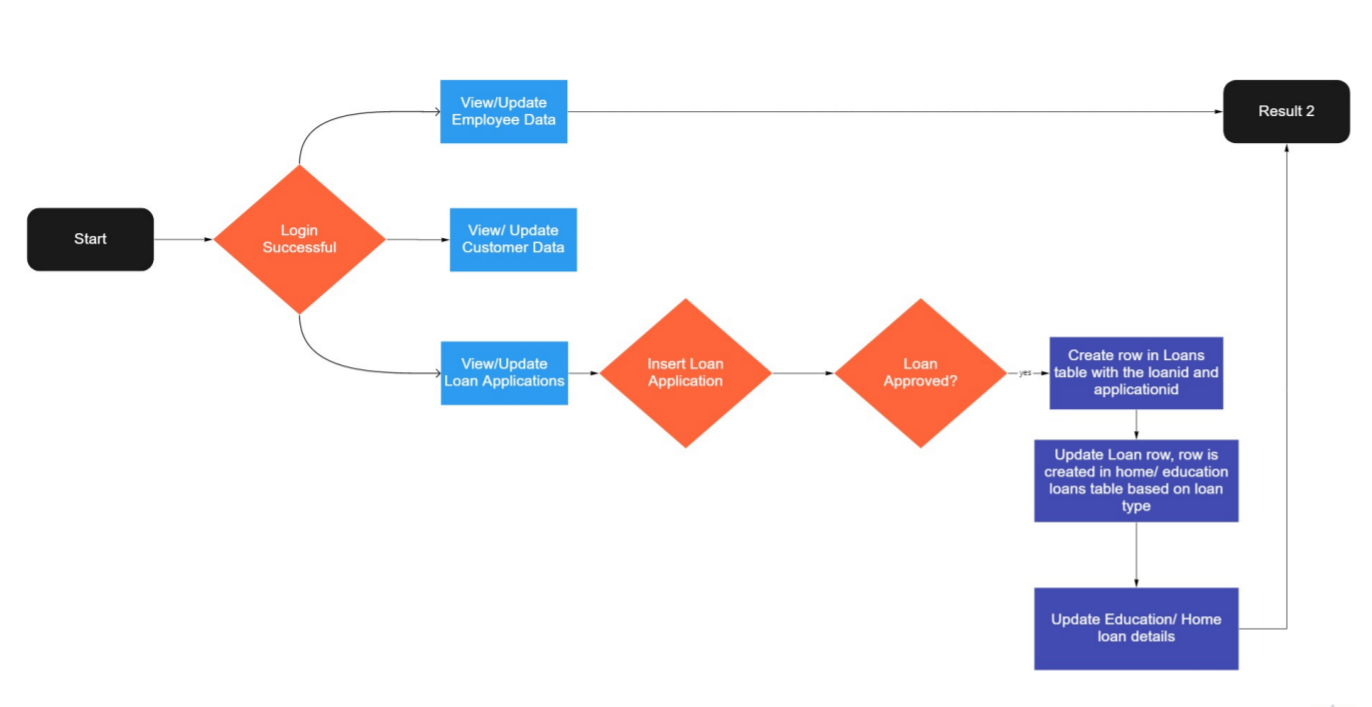 View/Update
Employee Data
Result 2
Start
Login
Successful
View/ Update
Customer Data
View/Update
Loan Applications
Insert Loan
Application
Loan
Approved?
yes
Create row in Loans
table with the loanid and
applicationid
Update Loan row, row is
created in home/ education
loans table based on loan
type
Update Education/ Home
loan details